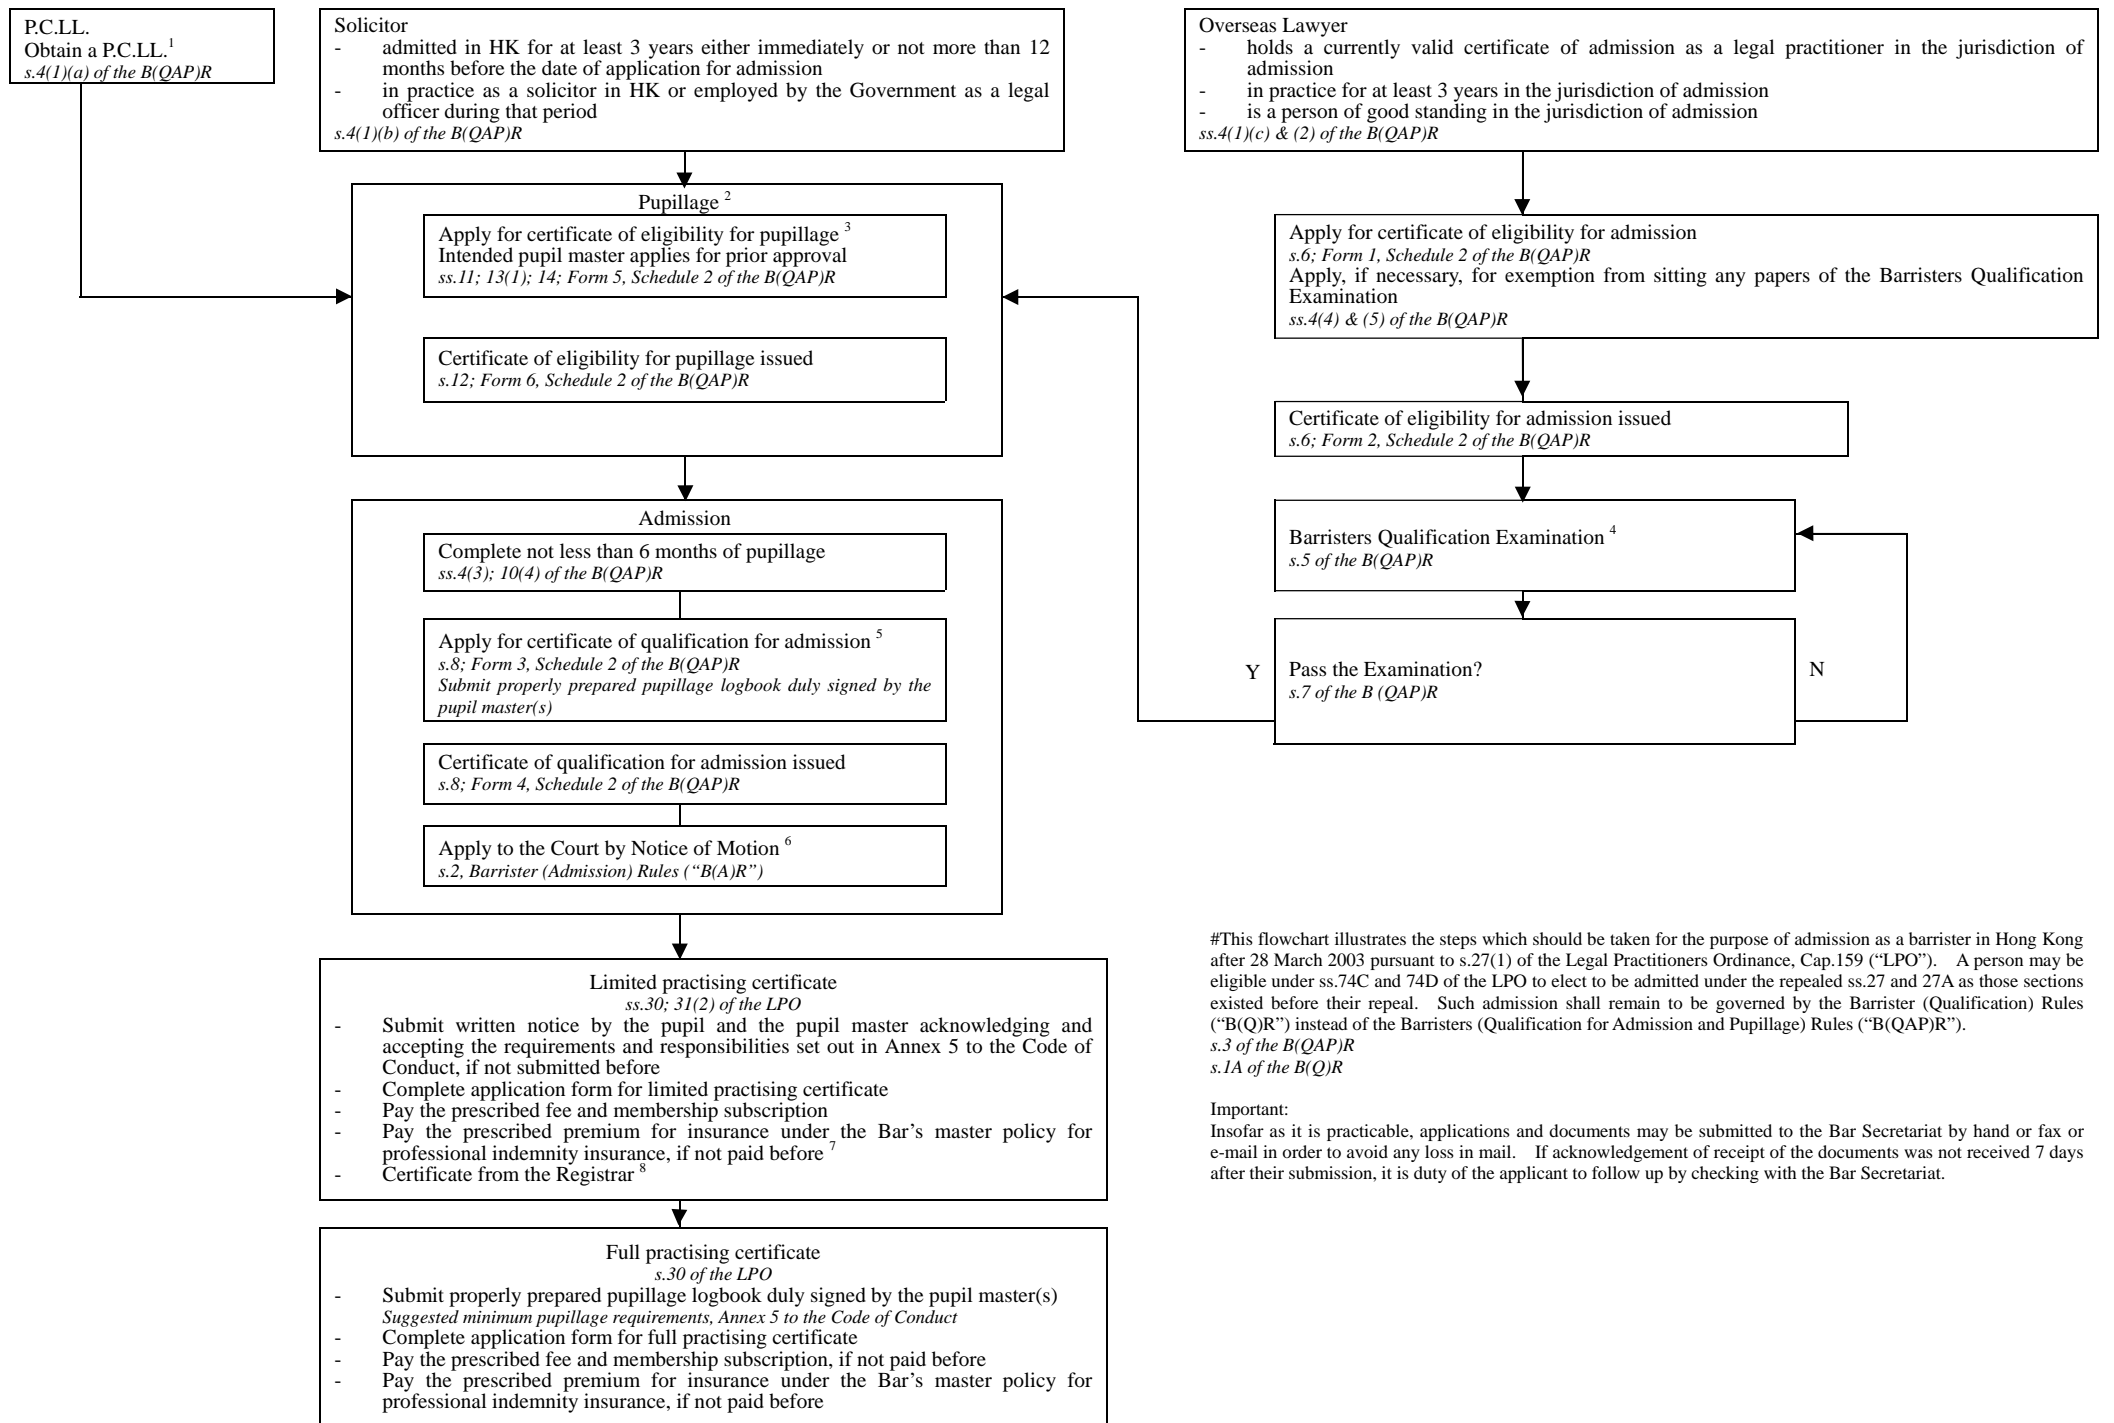 P.C.LL.
Obtain a P.C.LL.1
s.4(1)(a) of the B(QAP)R
Solicitor
- admitted in HK for at least 3 years either immediately or not more than 12
months before the date of application for admission
- in practice as a solicitor in HK or employed by the Government as a legal
officer during that period
s.4(1)(b) of the B(QAP)R
Overseas Lawyer
- holds a currently valid certificate of admission as a legal practitioner in the jurisdiction of
admission
- in practice for at least 3 years in the jurisdiction of admission
- is a person of good standing in the jurisdiction of admission
ss.4(1)(c) & (2) of the B(QAP)R
Pupillage 2
Apply for certificate of eligibility for pupillage 3
Intended pupil master applies for prior approval
ss.11; 13(1); 14; Form 5, Schedule 2 of the B(QAP)R
Certificate of eligibility for pupillage issued
s.12; Form 6, Schedule 2 of the B(QAP)R
Apply for certificate of eligibility for admission
s.6; Form 1, Schedule 2 of the B(QAP)R
Apply, if necessary, for exemption from sitting any papers of the Barristers Qualification
Examination
ss.4(4) & (5) of the B(QAP)R
Certificate of eligibility for admission issued
s.6; Form 2, Schedule 2 of the B(QAP)R
Barristers Qualification Examination 4
s.5 of the B(QAP)R
Y
Pass the Examination?
s.7 of the B (QAP)R
N
Admission
Complete not less than 6 months of pupillage
ss.4(3); 10(4) of the B(QAP)R
Apply for certificate of qualification for admission 5
s.8; Form 3, Schedule 2 of the B(QAP)R
Submit properly prepared pupillage logbook duly signed by the
pupil master(s)
Certificate of qualification for admission issued
s.8; Form 4, Schedule 2 of the B(QAP)R
Apply to the Court by Notice of Motion 6
s.2, Barrister (Admission) Rules (“B(A)R”)
Limited practising certificate
ss.30; 31(2) of the LPO
- Submit written notice by the pupil and the pupil master acknowledging and
accepting the requirements and responsibilities set out in Annex 5 to the Code of
Conduct, if not submitted before
- Complete application form for limited practising certificate
- Pay the prescribed fee and membership subscription
- Pay the prescribed premium for insurance under the Bar’s master policy for
professional indemnity insurance, if not paid before 7
- Certificate from the Registrar 8
Full practising certificate
s.30 of the LPO
- Submit properly prepared pupillage logbook duly signed by the pupil master(s)
Suggested minimum pupillage requirements, Annex 5 to the Code of Conduct
- Complete application form for full practising certificate
- Pay the prescribed fee and membership subscription, if not paid before
- Pay the prescribed premium for insurance under the Bar’s master policy for
professional indemnity insurance, if not paid before
#This flowchart illustrates the steps which should be taken for the purpose of admission as a barrister in Hong Kong
after 28 March 2003 pursuant to s.27(1) of the Legal Practitioners Ordinance, Cap.159 (“LPO”). A person may be
eligible under ss.74C and 74D of the LPO to elect to be admitted under the repealed ss.27 and 27A as those sections
existed before their repeal. Such admission shall remain to be governed by the Barrister (Qualification) Rules
(“B(Q)R”) instead of the Barristers (Qualification for Admission and Pupillage) Rules (“B(QAP)R”).
s.3 of the B(QAP)R
s.1A of the B(Q)R
Important:
Insofar as it is practicable, applications and documents may be submitted to the Bar Secretariat by hand or fax or
e-mail in order to avoid any loss in mail. If acknowledgement of receipt of the documents was not received 7 days
after their submission, it is duty of the applicant to follow up by checking with the Bar Secretariat.